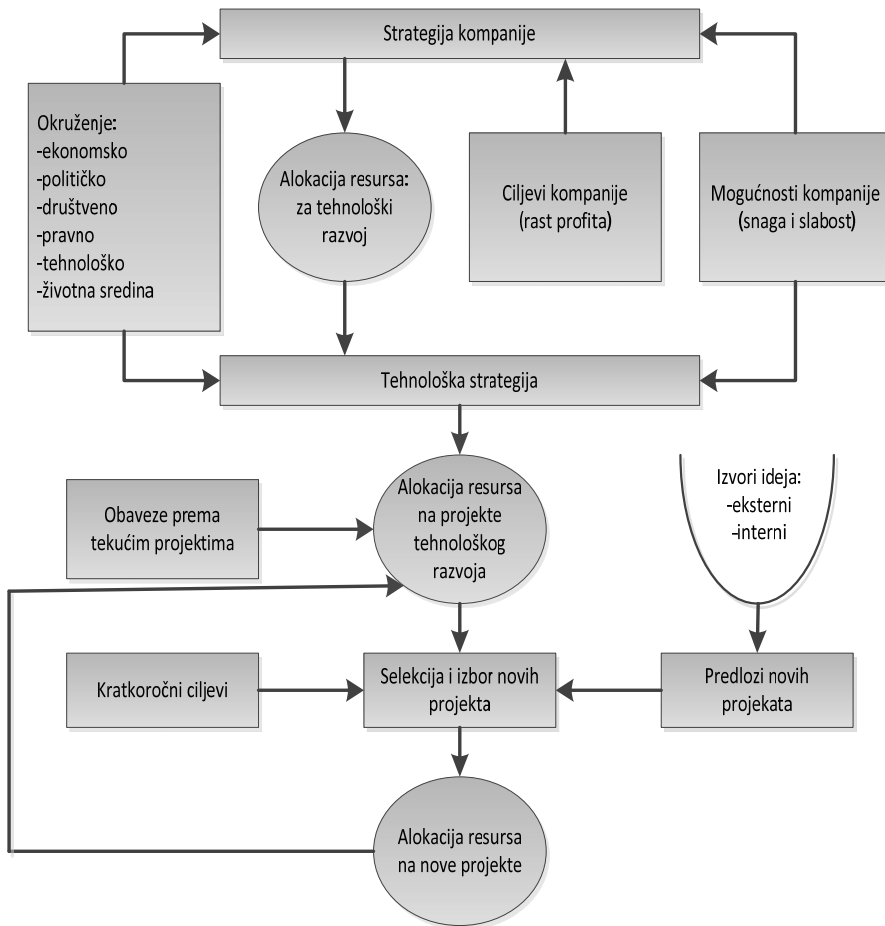 Strategija kompanije
Okruženje:
-ekonomsko
-političko
-društveno
-pravno
-tehnološko
-životna sredina
Alokacija resursa:
za tehnološki
razvoj
Ciljevi kompanije
(rast profita)
Mogućnosti kompanije
(snaga i slabost)
Tehnološka strategija
Obaveze prema
tekućim projektima
Alokacija resursa
na projekte
tehnološkog
razvoja
Izvori ideja:
-eksterni
-interni
Kratkoročni ciljevi
Selekcija i izbor novih
projekta
Predlozi novih
projekata
Alokacija resursa
na nove projekte